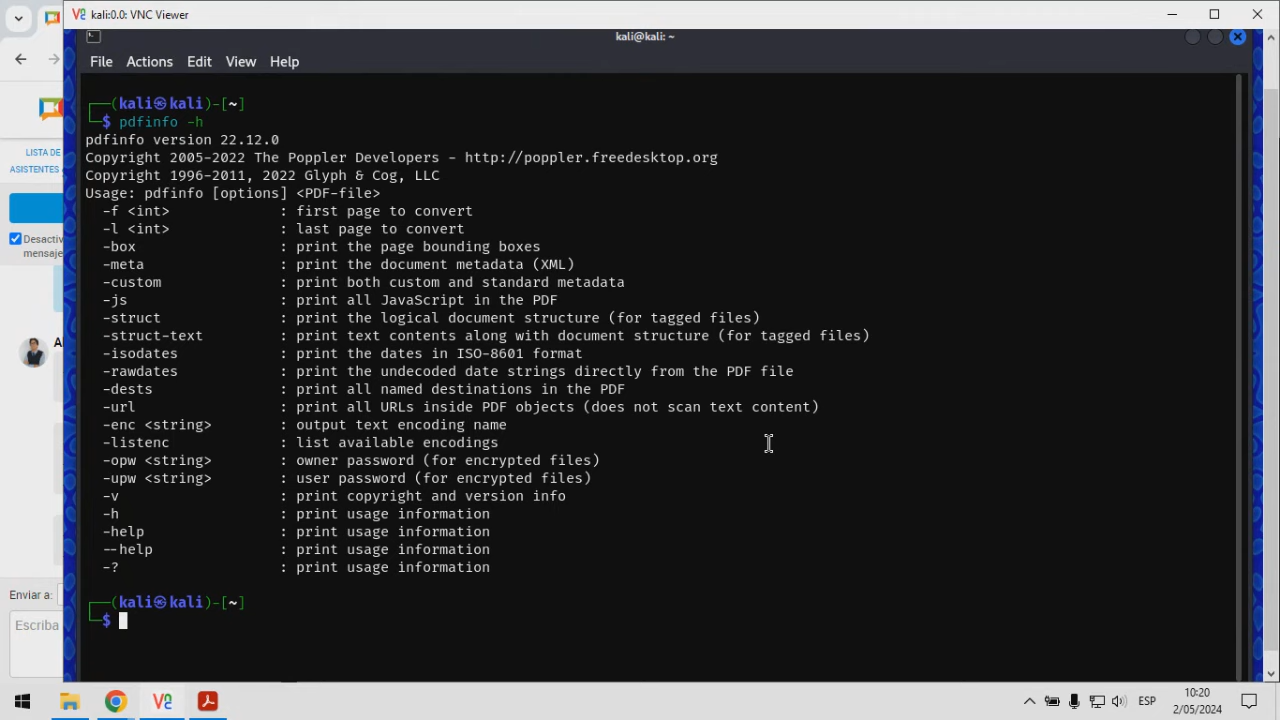 kali:0.0: VNC Viewer
kali@kali: ~
File Actions Edit View Help
(kali㉿kali)-[~]
$ pdfinfo -h
pdfinfo version 22.12.0
Copyright 2005-2022 The Poppler Developers - http://poppler.freedesktop.org
Copyright 1996-2011, 2022 Glyph & Cog, LLC
Usage: pdfinfo [options] <PDF-file>
-f <int> : first page to convert
-l <int> : last page to convert
-box : print the page bounding boxes
-meta : print the document metadata (XML)
-custom : print both custom and standard metadata
-js : print all JavaScript in the PDF
-struct : print the logical document structure (for tagged files)
-struct-text : print text contents along with document structure (for tagged files)
-isodates : print the dates in ISO-8601 format
-rawdates : print the undecoded date strings directly from the PDF file
-dests : print all named destinations in the PDF
-url : print all URLs inside PDF objects (does not scan text content)
-enc <string> : output text encoding name
-listenc : list available encodings
-opw <string> : owner password (for encrypted files)
-upw <string> : user password (for encrypted files)
-v : print copyright and version info
-h : print usage information
-help : print usage information
--help : print usage information
-? : print usage information
(kali㉿kali)-[~]
$
LISTA DE
ASISTENTES
Desactiv
mensaje
A
Enviar a:
Escriba
ESP
10:20
2/05/2024